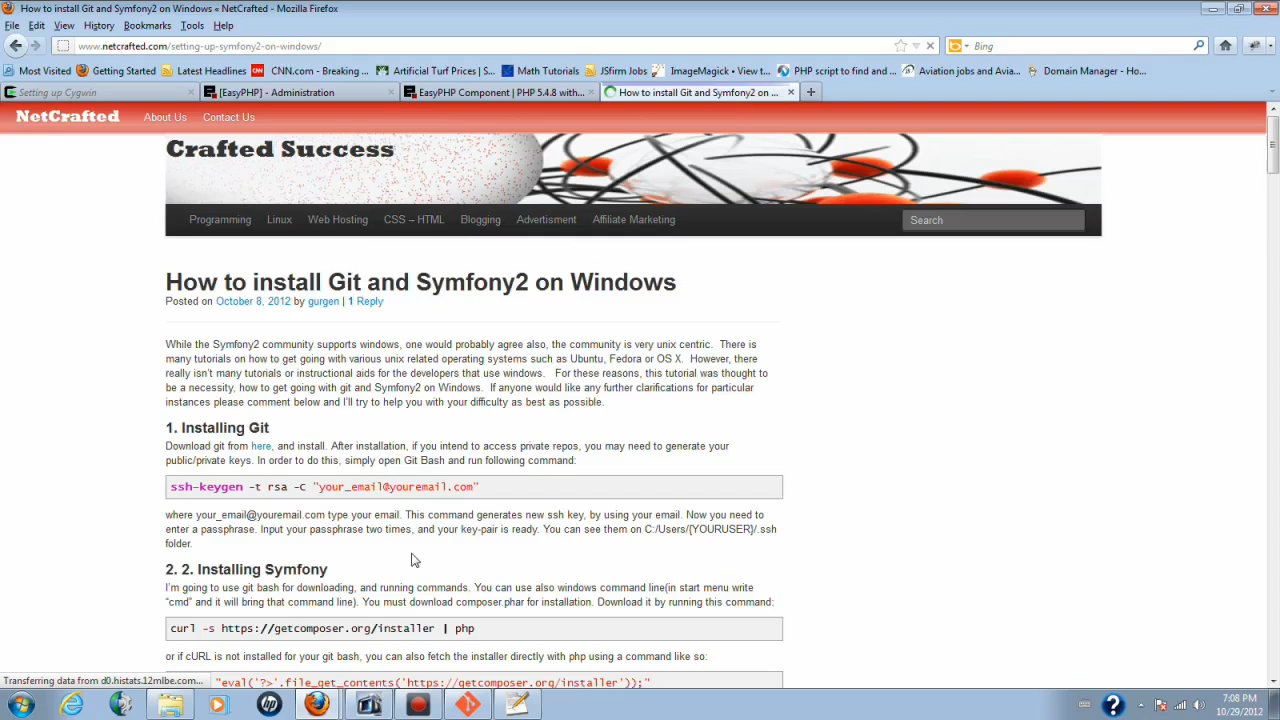 How to install Git and Symfony2 on Windows « NetCrafted - Mozilla Firefox
File Edit View History Bookmarks Tools Help
www.netcrafted.com/setting-up-symfony2-on-windows/
Bing
Most Visited Getting Started Latest Headlines CNN.com - Breaking ... Artificial Turf Prices | S... Math Tutorials JSfirm Jobs ImageMagick • View t... PHP script to find and ... Aviation jobs and Avia... Domain Manager - Ho...
Setting up Cygwin
[EasyPHP] - Administration
EasyPHP Component | PHP 5.4.8 with...
How to install Git and Symfony2 on ...
NetCrafted About Us Contact Us
Crafted Success
Programming Linux Web Hosting CSS – HTML Blogging Advertisment Affiliate Marketing Search
How to install Git and Symfony2 on Windows
Posted on October 8, 2012 by gurgen | 1 Reply
While the Symfony2 community supports windows, one would probably agree also, the community is very unix centric. There is
many tutorials on how to get going with various unix related operating systems such as Ubuntu, Fedora or OS X. However, there
really isn't many tutorials or instructional aids for the developers that use windows. For these reasons, this tutorial was thought to
be a necessity, how to get going with git and Symfony2 on Windows. If anyone would like any further clarifications for particular
instances please comment below and I'll try to help you with your difficulty as best as possible.
1. Installing Git
Download git from here, and install. After installation, if you intend to access private repos, you may need to generate your
public/private keys. In order to do this, simply open Git Bash and run following command:
ssh-keygen -t rsa -C "your_email@youremail.com"
where your_email@youremail.com type your email. This command generates new ssh key, by using your email. Now you need to
enter a passphrase. Input your passphrase two times, and your key-pair is ready. You can see them on C:/Users/{YOURUSER}/.ssh
folder.
2. 2. Installing Symfony
I'm going to use git bash for downloading, and running commands. You can use also windows command line(in start menu write
“cmd” and it will bring that command line). You must download composer.phar for installation. Download it by running this command:
curl -s https://getcomposer.org/installer | php
or if cURL is not installed for your git bash, you can also fetch the installer directly with php using a command like so:
"eval('?>'.file_get_contents('https://getcomposer.org/installer'));"
Transferring data from d0.histats.12mlbe.com...
7:08 PM
10/29/2012